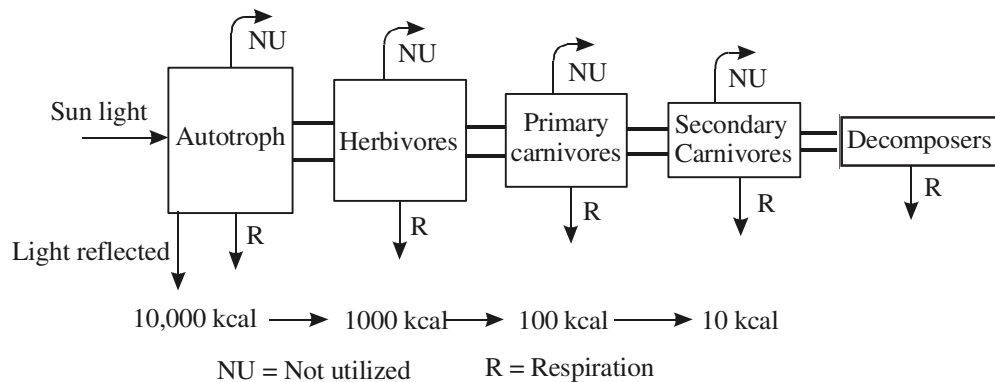 NU
NU
NU
NU
Sun light
Autotroph
Herbivores
Primary
carnivores
Secondary
Carnivores
Decomposers
Light reflected
R
R
R
R
R
10,000 kcal
1000 kcal
100 kcal
10 kcal
NU = Not utilized
R = Respiration